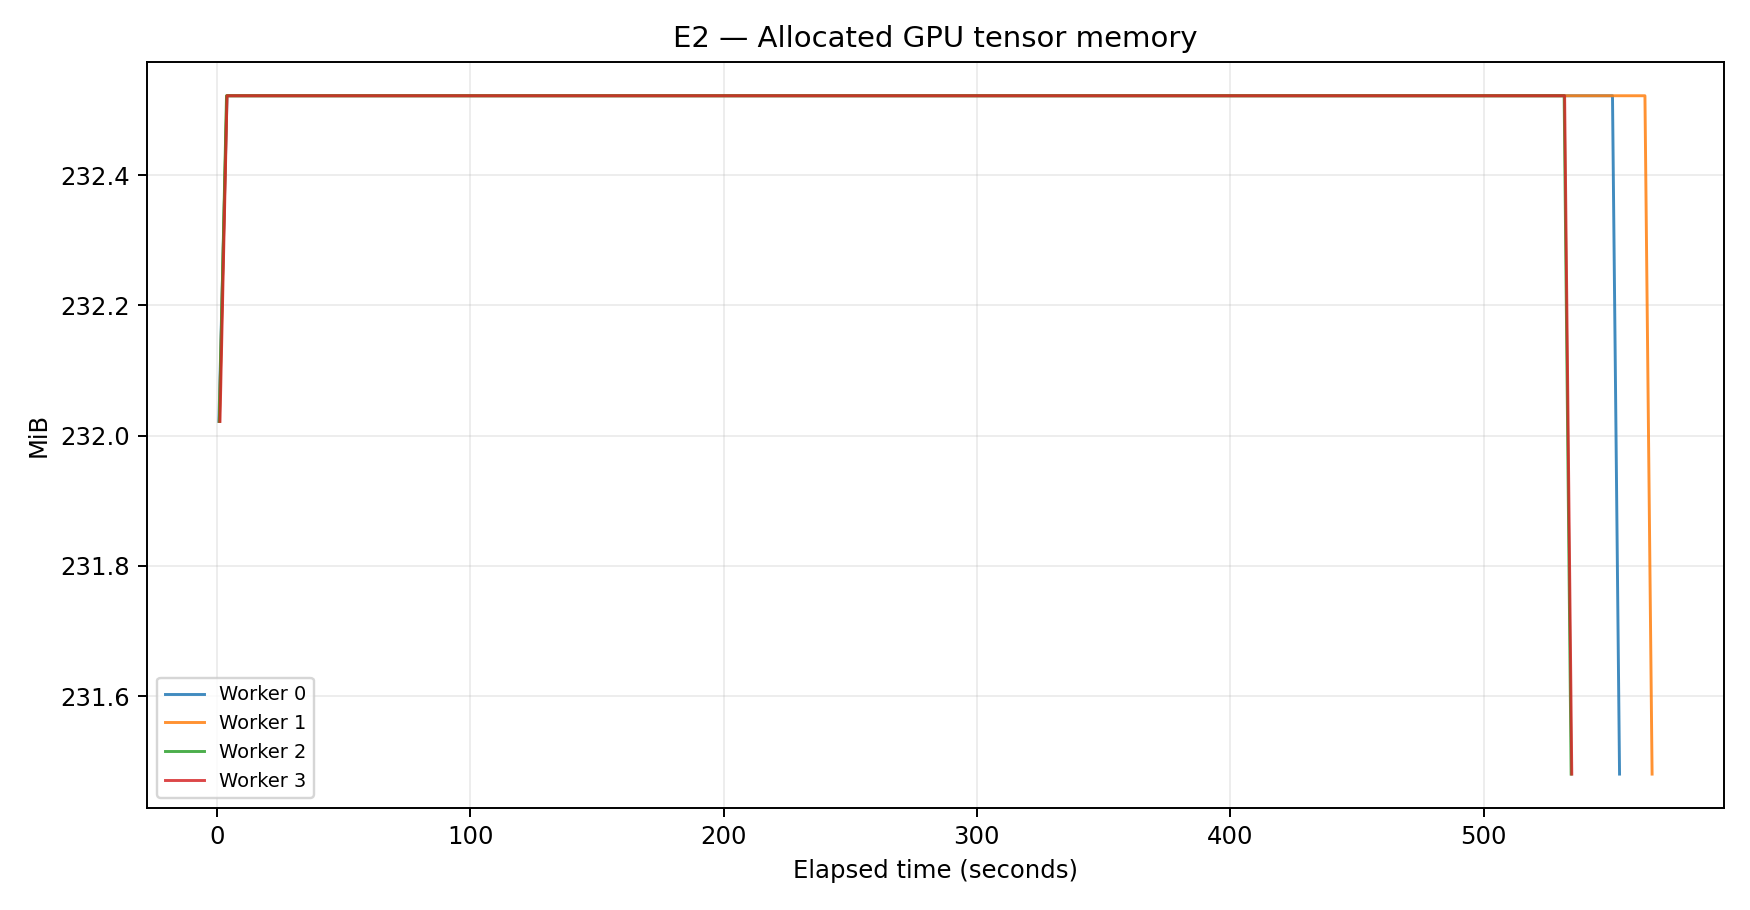 E2 — Allocated GPU tensor memory
MiB
232.4
232.2
232.0
231.8
231.6
Worker 0
Worker 1
Worker 2
Worker 3
0 100 200 300 400 500
Elapsed time (seconds)